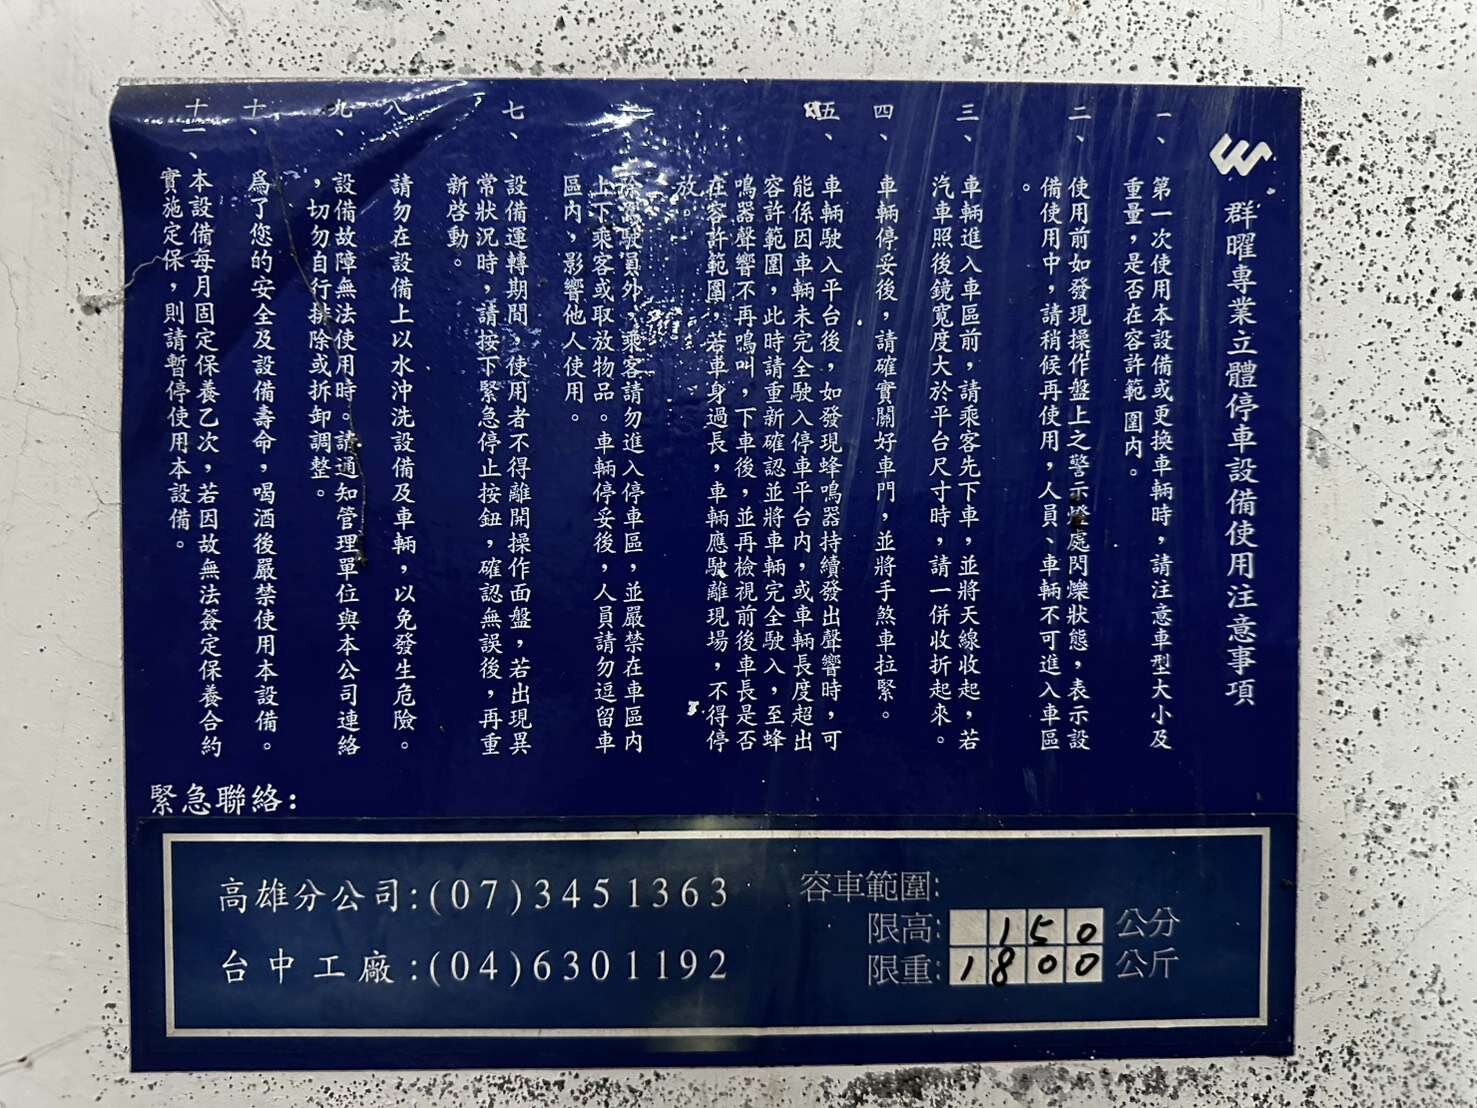 群曜專業立體停車設備使用注意事項
一、第一次使用本設備或更換車輛時，請注意車型大小及
重量，是否在容許範圍內。
二、使用前如發現操作盤上之警示燈處閃爍狀態，表示設
備使用中，請稍候再使用，人員、車輛不可進入車區
。
三、車輛進入車區前，請乘客先下車，並將天線收起，若
汽車照後鏡寬度大於平台尺寸時，請一併收折起來。
四、車輛停妥後，請確實關好車門，並將手煞車拉緊。
五、車輛駛入平台後，如發現蜂鳴器持續發出聲響時，可
能係因車輛未完全駛入停車平台內，或車輛長度超出
容許範圍，此時請重新確認並將車輛完全駛入，至蜂
鳴器聲響不再鳴叫，下車後，並再檢視前後車長是否
在容許範圍，若車身過長，車輛應駛離現場，不得停
放。
駛員外，乘客請勿進入停車區，並嚴禁在車區內
上下乘客或取放物品。車輛停妥後，人員請勿逗留車
區內，影響他人使用。
七、設備運轉期間，使用者不得離開操作面盤，若出現異
常狀況時，請按下緊急停止按鈕，確認無誤後，再重
新啓動。
八、請勿在設備上以水沖洗設備及車輛，以免發生危險。
九、設備故障無法使用時。請通知管理單位與本公司連絡
，切勿自行排除或拆卸調整。
十、為了您的安全及設備壽命，喝酒後嚴禁使用本設備。
十一、本設備每月固定保養乙次，若因故無法簽定保養合約
實施定保，則請暫停使用本設備。
緊急聯絡：
高雄分公司:(07)3451363
台中工廠:(04)6301192
容車範圍:
限高: 150 公分
限重: 1800 公斤